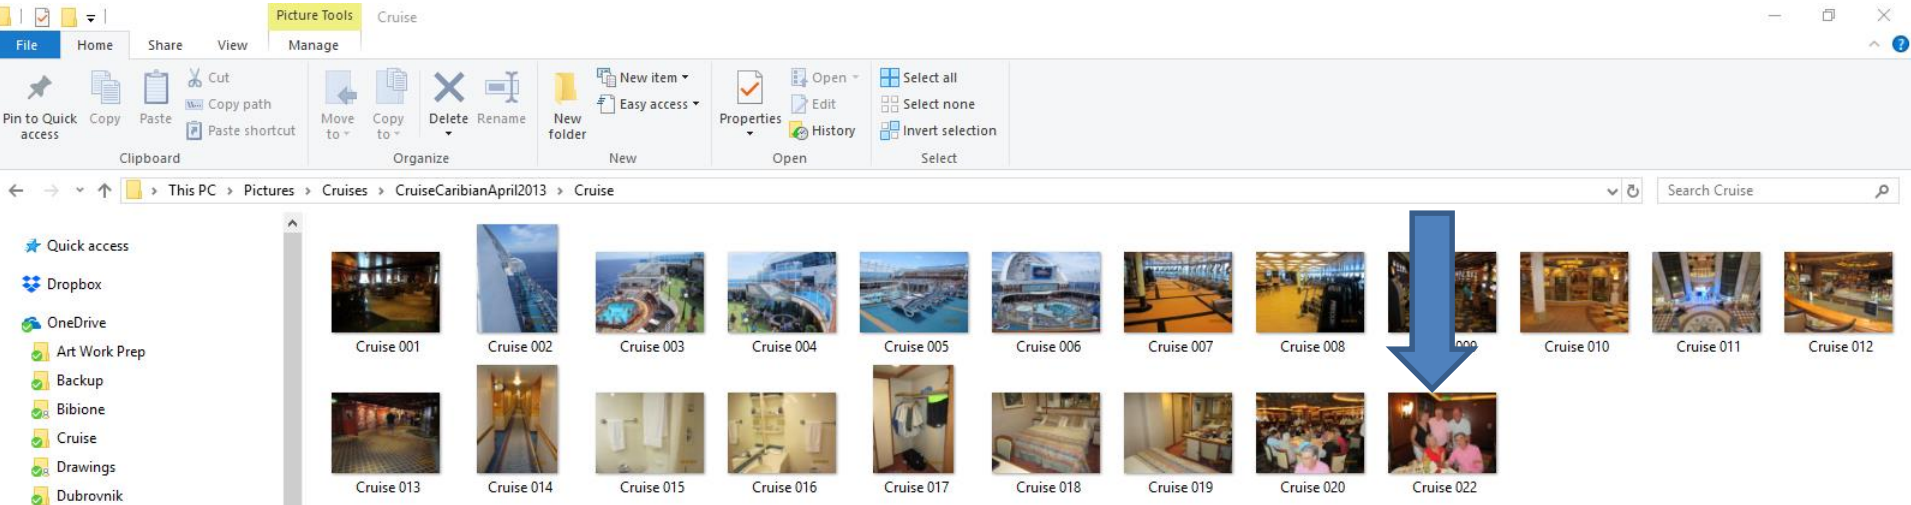 Picture Tools Cruise
File Home Share View Manage
Pin to Quick access
Copy
Paste
Cut
Copy path
Paste shortcut
Clipboard
Move to
Copy to
Delete
Rename
Organize
New folder
New item
Easy access
New
Properties
Open
Edit
History
Open
Select all
Select none
Invert selection
Select
This PC > Pictures > Cruises > CruiseCaribianApril2013 > Cruise
Search Cruise
Quick access
Dropbox
OneDrive
Art Work Prep
Backup
Bibione
Cruise
Drawings
Dubrovnik
Cruise 001 Cruise 002 Cruise 003 Cruise 004 Cruise 005 Cruise 006 Cruise 007 Cruise 008 Cruise 010 Cruise 011 Cruise 012
Cruise 013 Cruise 014 Cruise 015 Cruise 016 Cruise 017 Cruise 018 Cruise 019 Cruise 020 Cruise 022